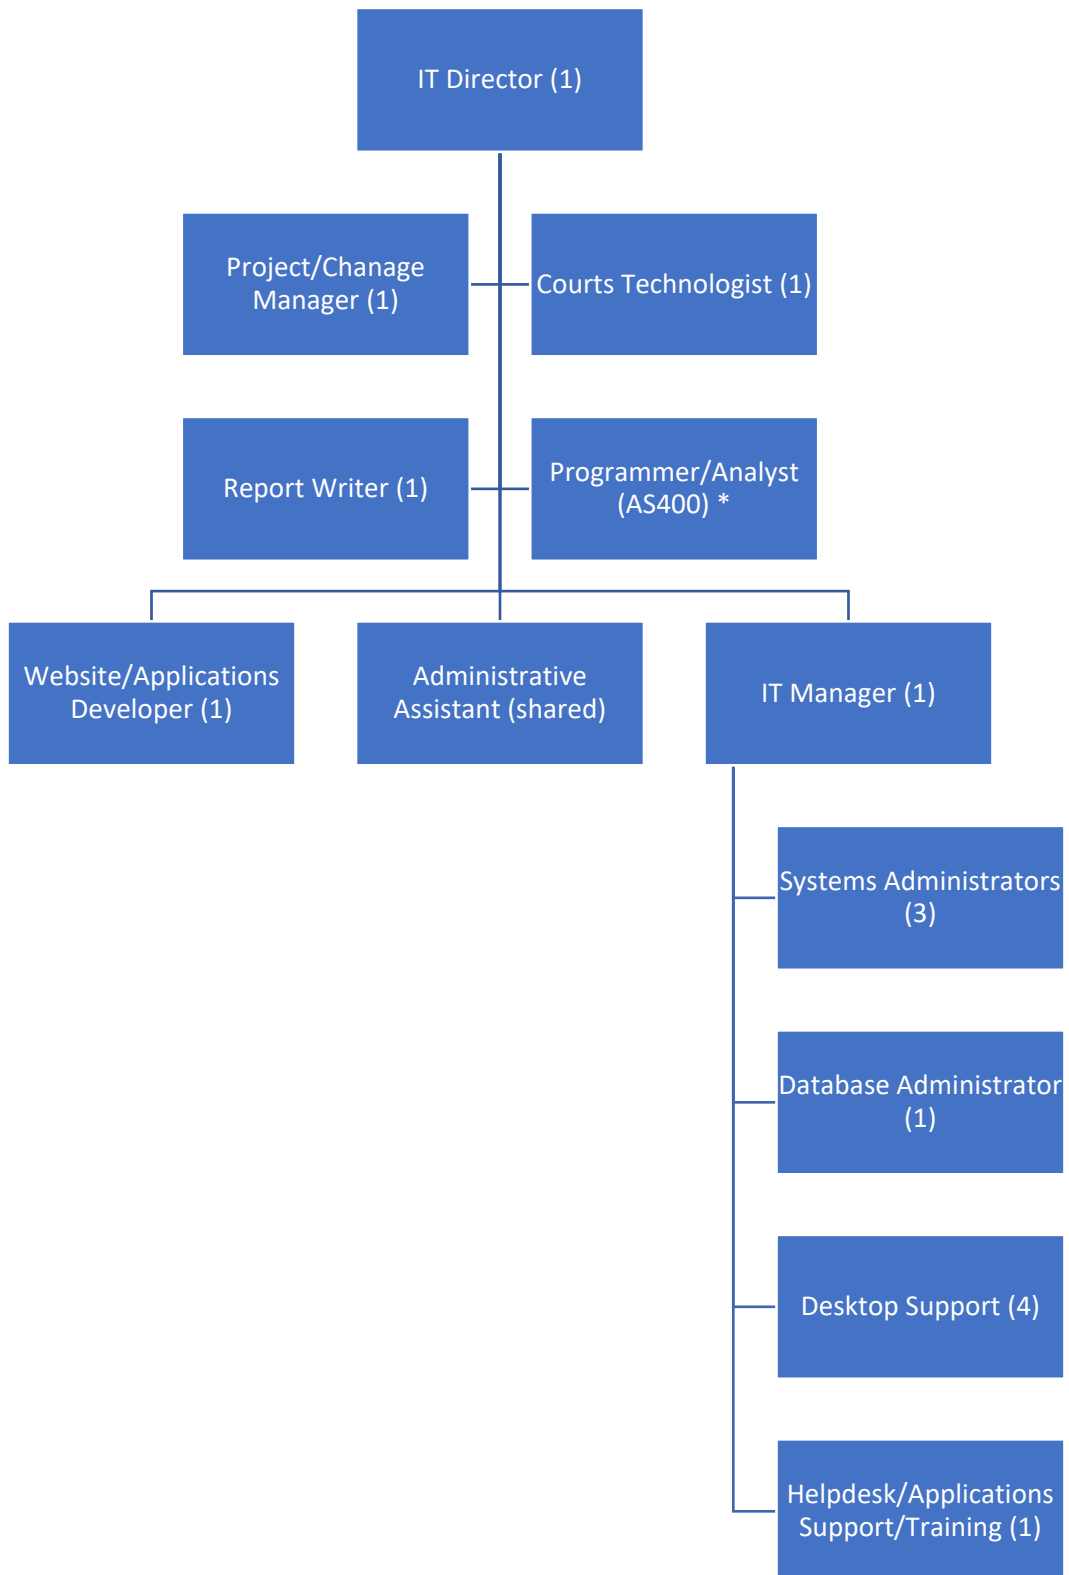 IT Director (1)
Project/Chanage
Manager (1)
Courts Technologist (1)
Report Writer (1)
Programmer/Analyst
(AS400) *
Website/Applications
Developer (1)
Administrative
Assistant (shared)
IT Manager (1)
Systems Administrators
(3)
Database Administrator
(1)
Desktop Support (4)
Helpdesk/Applications
Support/Training (1)